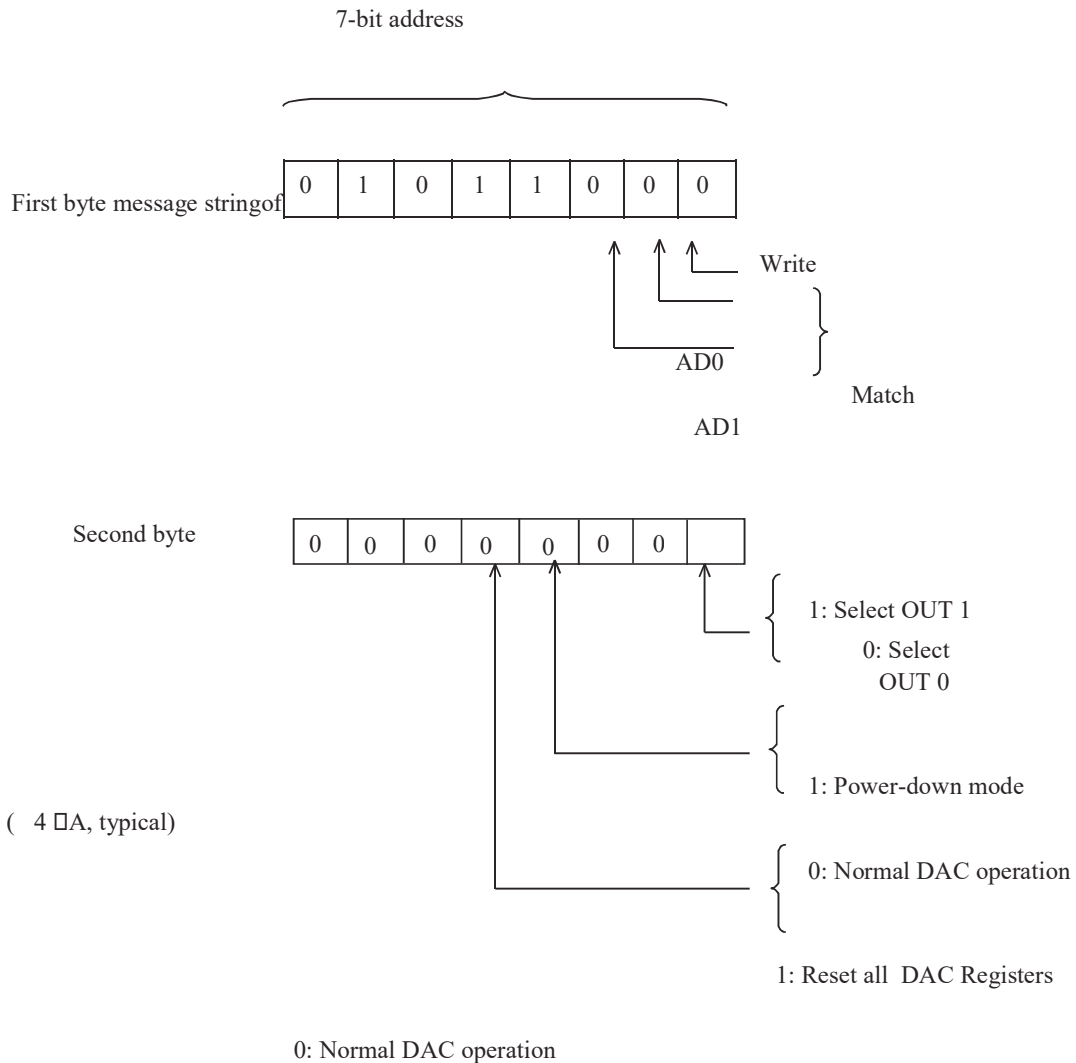 7-bit address
First byte message stringof
0 1 0 1 1 0 0 0
Write
AD0
Match
AD1
Second byte
0 0 0 0 0 0 0
1: Select OUT 1
0: Select
OUT 0
1: Power-down mode
( 4 □A, typical)
0: Normal DAC operation
1: Reset all DAC Registers
0: Normal DAC operation